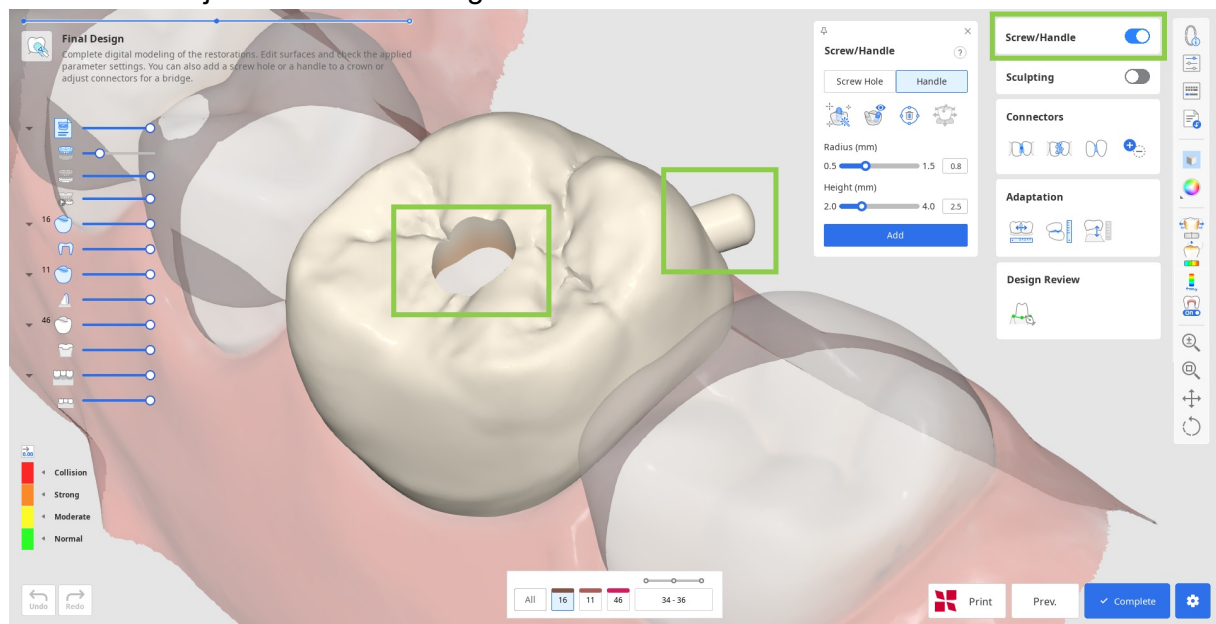 Final Design
Complete digital modeling of the restorations. Edit surfaces and check the applied
parameter settings. You can also add a screw hole or a handle to a crown or
adjust connectors for a bridge.
16
11
46
0.00
Collision
Strong
Moderate
Normal
Undo
Redo
Screw/Handle
?
Screw Hole
Handle
Radius (mm)
0.5
1.5
0.8
Height (mm)
2.0
4.0
2.5
Add
Screw/Handle
Sculpting
Connectors
Adaptation
Design Review
on
All
16
11
46
34 - 36
Print
Prev.
Complete